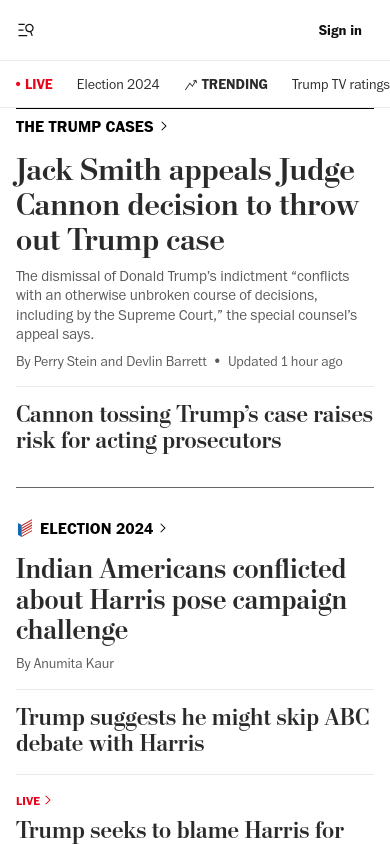 Sign in
LIVE
Election 2024
TRENDING
Trump TV ratings
THE TRUMP CASES
Jack Smith appeals Judge
Cannon decision to throw
out Trump case
The dismissal of Donald Trump’s indictment “conflicts
with an otherwise unbroken course of decisions,
including by the Supreme Court,” the special counsel’s
appeal says.
By Perry Stein and Devlin Barrett • Updated 1 hour ago
Cannon tossing Trump’s case raises
risk for acting prosecutors
ELECTION 2024
Indian Americans conflicted
about Harris pose campaign
challenge
By Anumita Kaur
Trump suggests he might skip ABC
debate with Harris
LIVE
Trump seeks to blame Harris for